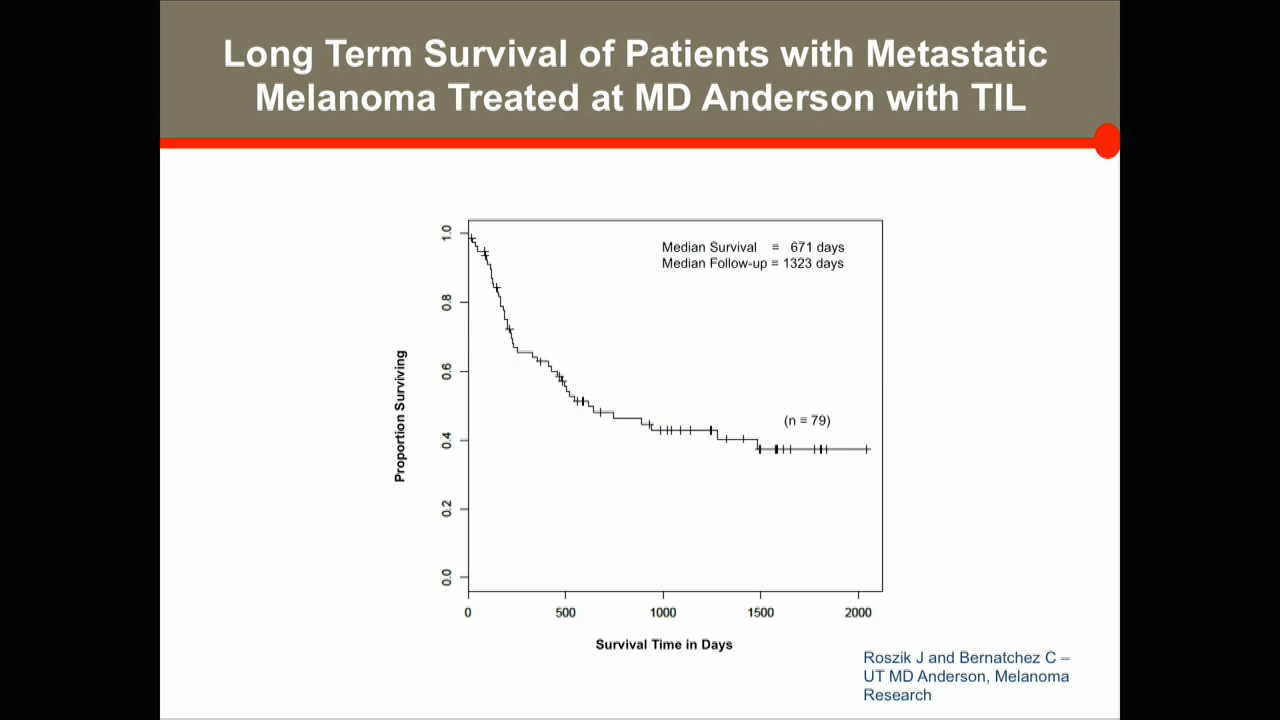 Long Term Survival of Patients with Metastatic
Melanoma Treated at MD Anderson with TIL
Median Survival = 671 days
Median Follow-up = 1323 days
(n = 79)
Proportion Surviving
1.0
0.8
0.6
0.4
0.2
0.0
0 500 1000 1500 2000
Survival Time in Days
Roszik J and Bernatchez C –
UT MD Anderson, Melanoma
Research